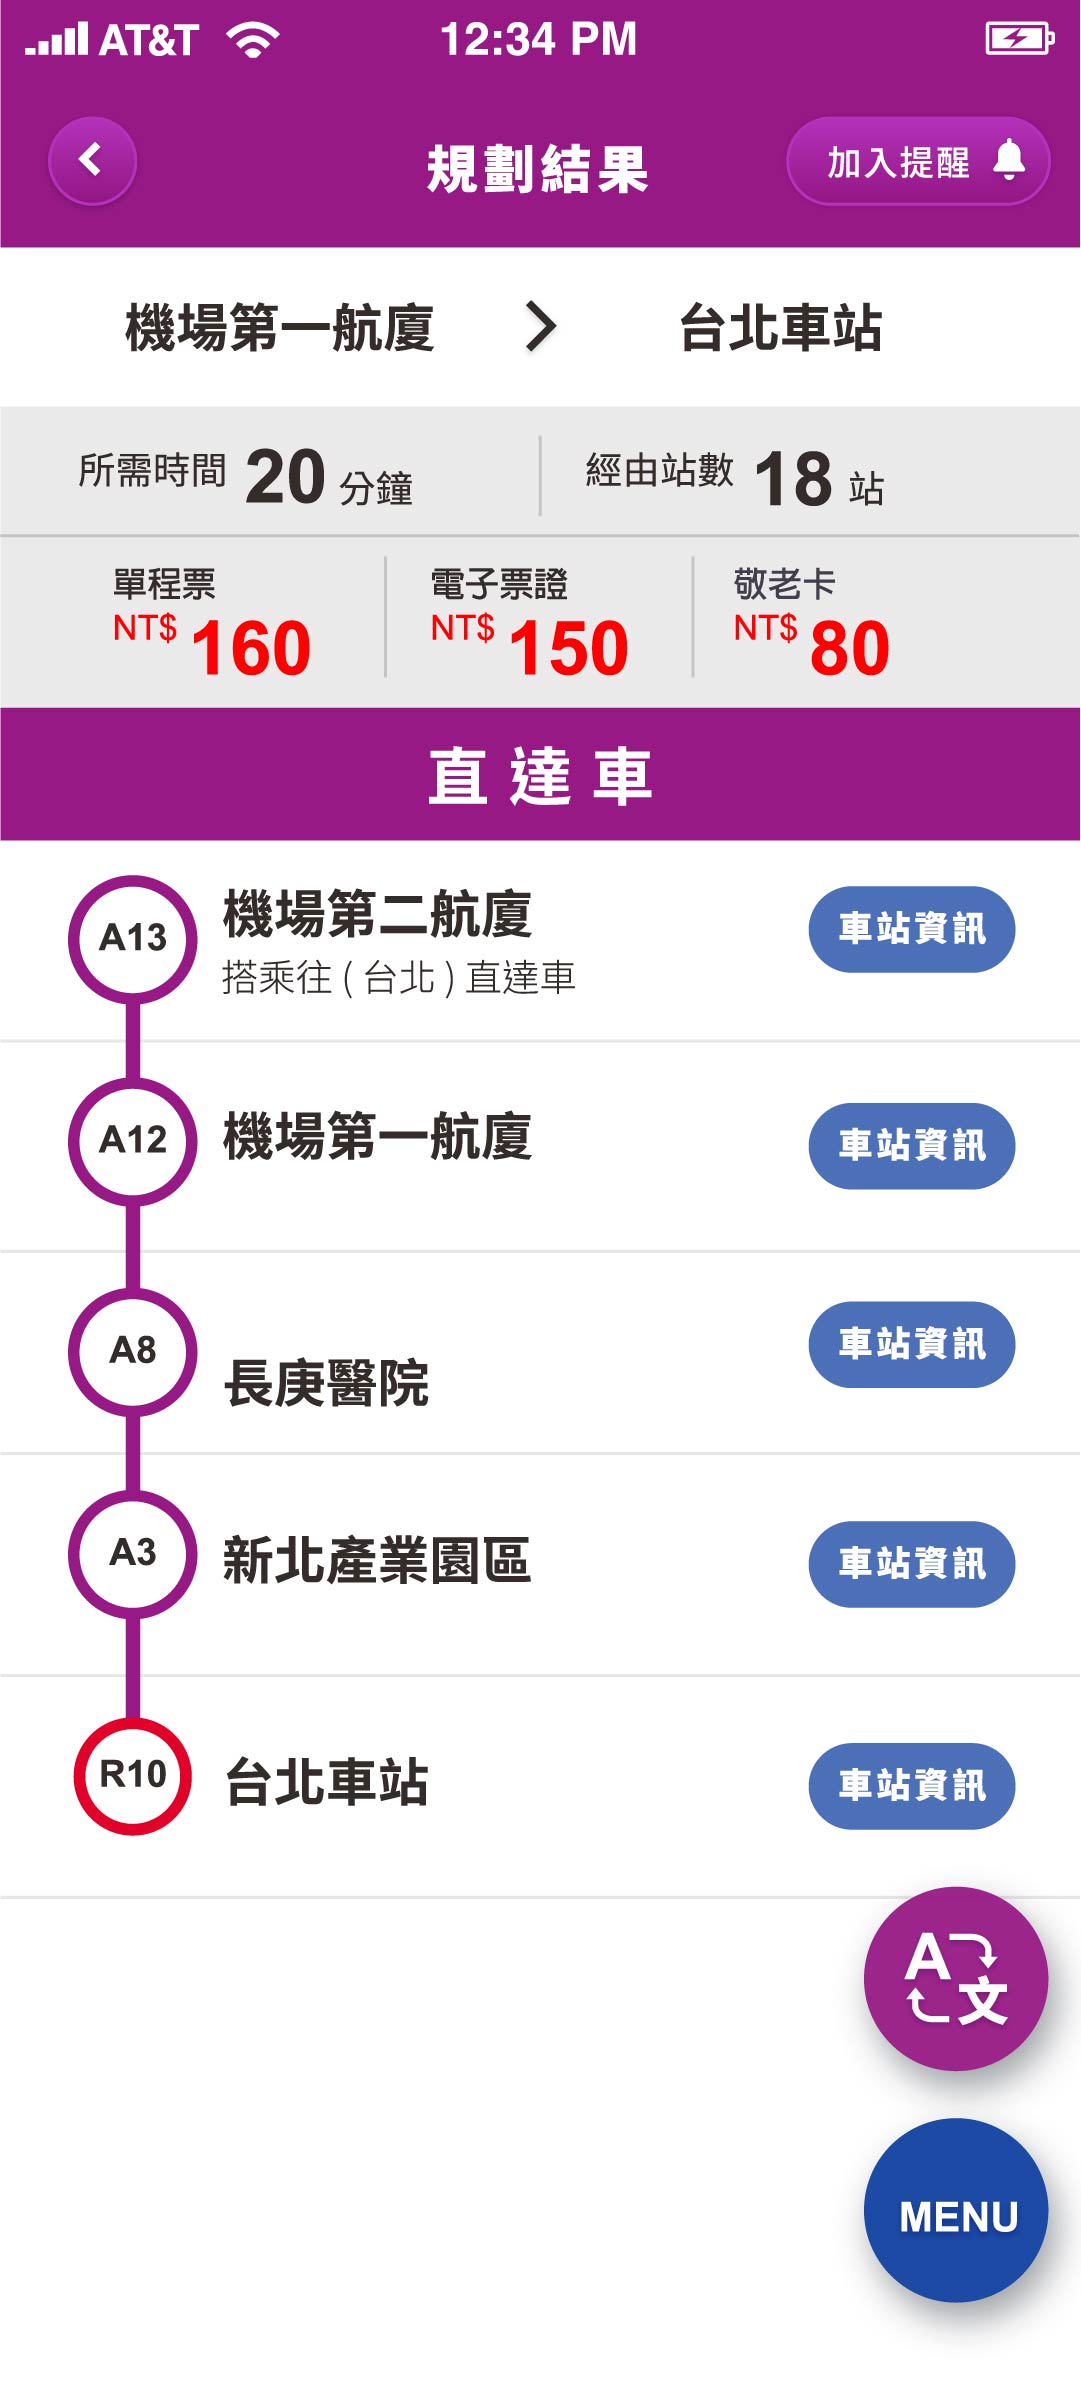 AT&T 12:34 PM
規劃結果
加入提醒
機場第一航廈 > 台北車站
所需時間 20 分鐘 經由站數 18 站
單程票 電子票證 敬老卡
NT$ 160 NT$ 150 NT$ 80
直達車
A13 機場第二航廈 車站資訊
搭乘往 ( 台北 ) 直達車
A12 機場第一航廈 車站資訊
A8 長庚醫院 車站資訊
A3 新北產業園區 車站資訊
R10 台北車站 車站資訊
A文
MENU